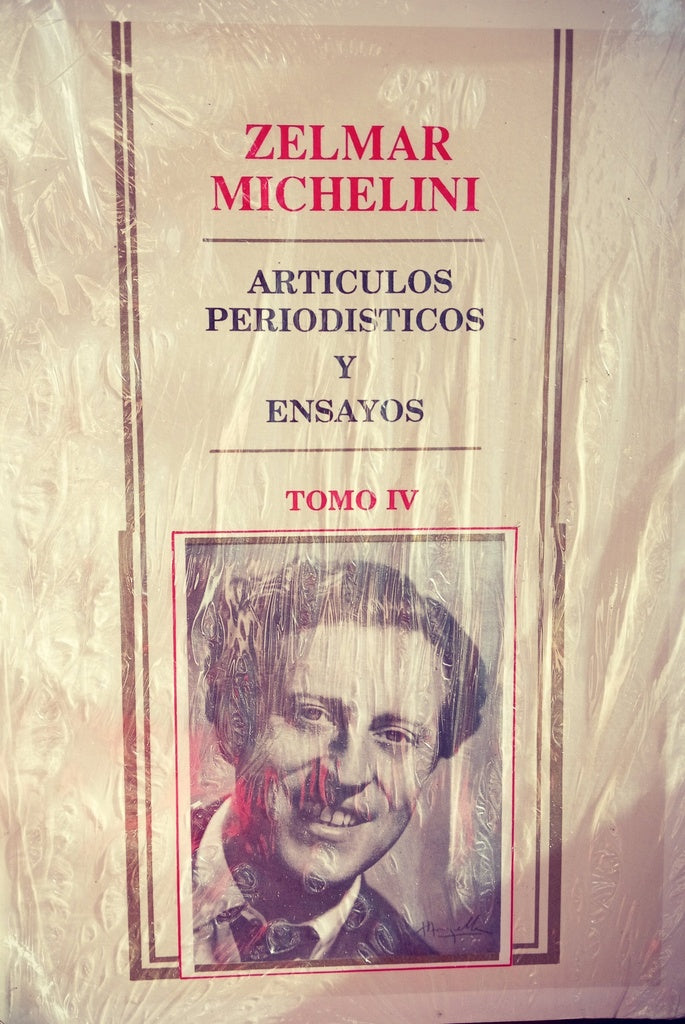 ZELMAR
MICHELINI
ARTICULOS
PERIODISTICOS
Y
ENSAYOS
TOMO IV